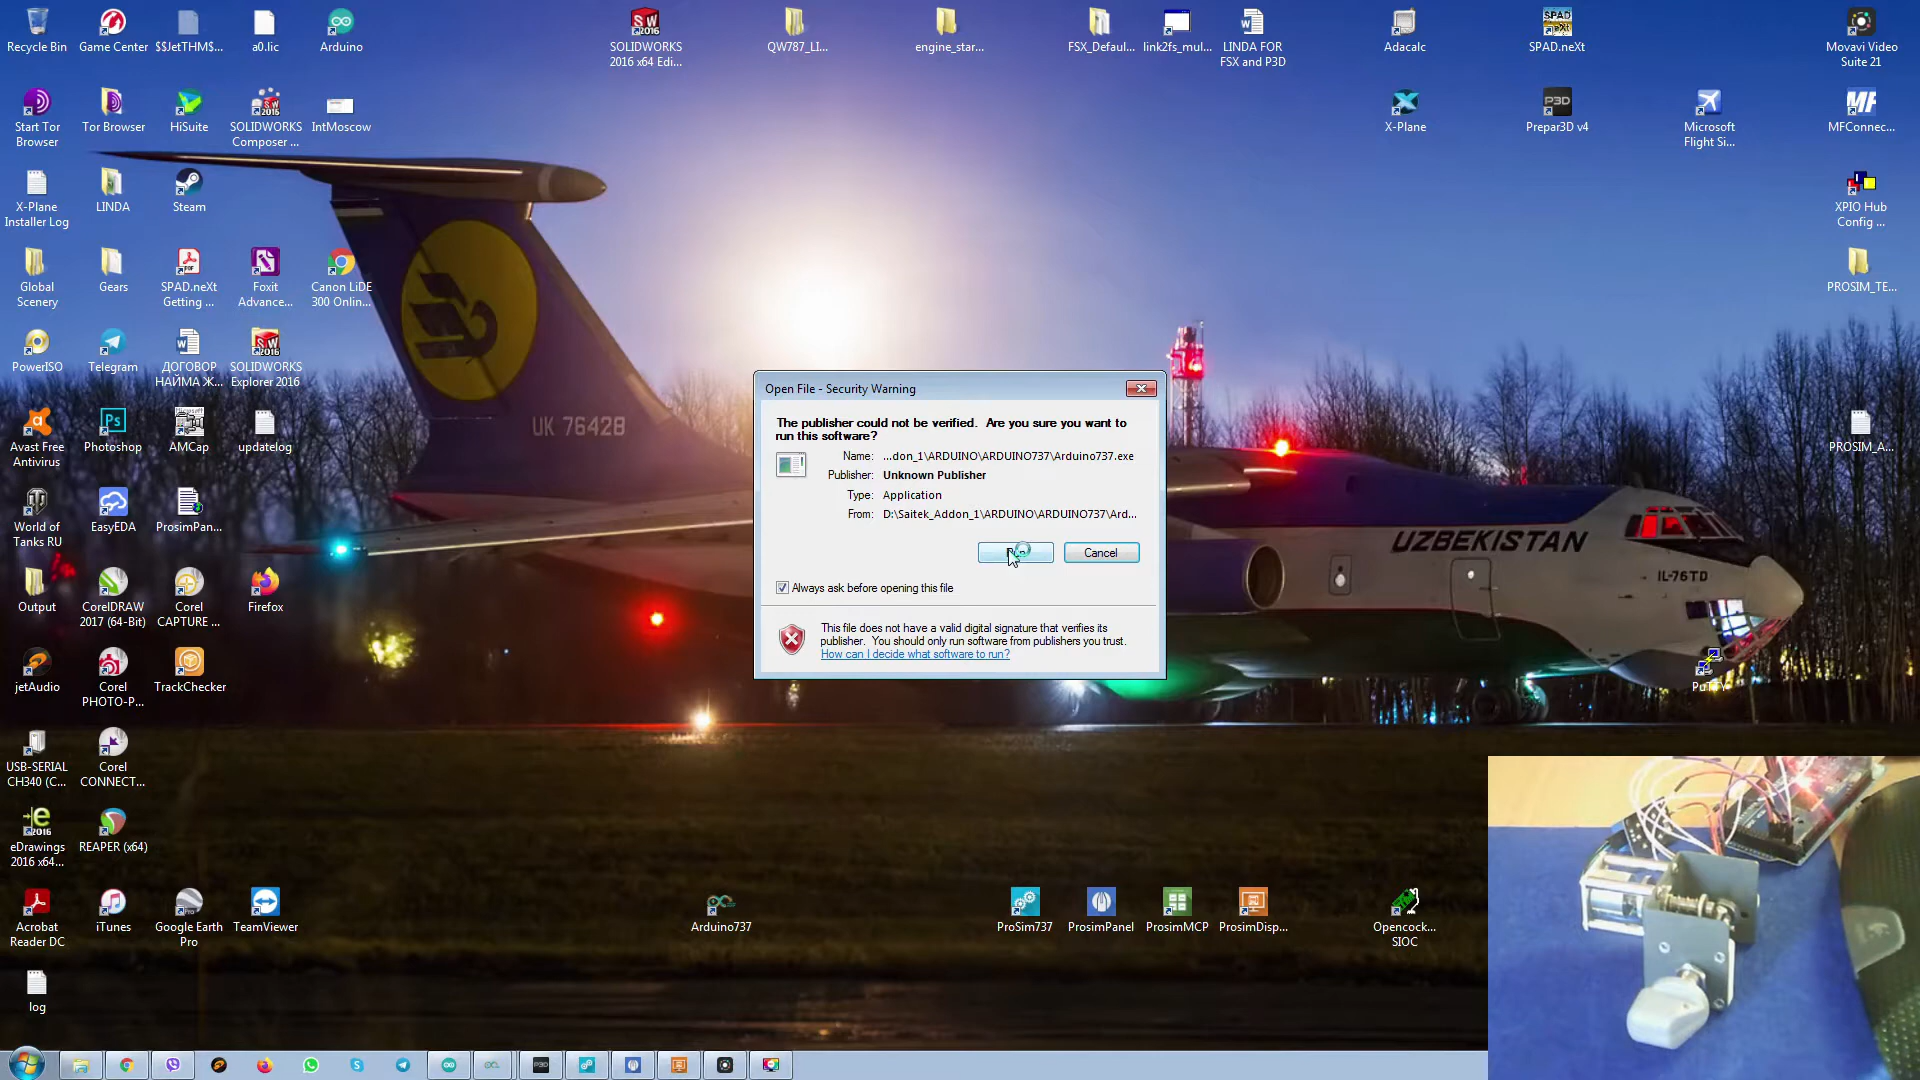 Recycle Bin
Game Center
$$JetTHM$...
a0.lic
Arduino
SOLIDWORKS
2016 x64 Edi...
QW787_LI...
engine_star...
FSX_Defaul...
link2fs_mul...
LINDA FOR
FSX and P3D
Adacalc
SPAD.neXt
Movavi Video
Suite 21
Start Tor
Browser
Tor Browser
HiSuite
SOLIDWORKS
Composer ...
IntMoscow
X-Plane
Prepar3D v4
Microsoft
Flight Si...
MFConnec...
X-Plane
Installer Log
LINDA
Steam
XPIO Hub
Config ...
Global
Scenery
Gears
SPAD.neXt
Getting ...
Foxit
Advance...
Canon LiDE
300 Onlin...
PROSIM_TE...
PowerISO
Telegram
ДОГОВОР
НАЙМА Ж...
SOLIDWORKS
Explorer 2016
Avast Free
Antivirus
Photoshop
AMCap
updatelog
PROSIM_A...
World of
Tanks RU
EasyEDA
ProsimPan...
Output
CorelDRAW
2017 (64-Bit)
Corel
CAPTURE ...
Firefox
jetAudio
Corel
PHOTO-P...
TrackChecker
PuTTY
USB-SERIAL
CH340 (C...
Corel
CONNECT...
eDrawings
2016 x64...
REAPER (x64)
Acrobat
Reader DC
iTunes
Google Earth
Pro
TeamViewer
Arduino737
ProSim737
ProsimPanel
ProsimMCP
ProsimDisp...
Opencock...
SIOC
log
UK 76428
UZBEKISTAN
IL-76TD
Open File - Security Warning
The publisher could not be verified. Are you sure you want to
run this software?
Name: ...don_1\ARDUINO\ARDUINO737\Arduino737.exe
Publisher: Unknown Publisher
Type: Application
From: D:\Saitek_Addon_1\ARDUINO\ARDUINO737\Ard...
Cancel
Always ask before opening this file
This file does not have a valid digital signature that verifies its
publisher. You should only run software from publishers you trust.
How can I decide what software to run?